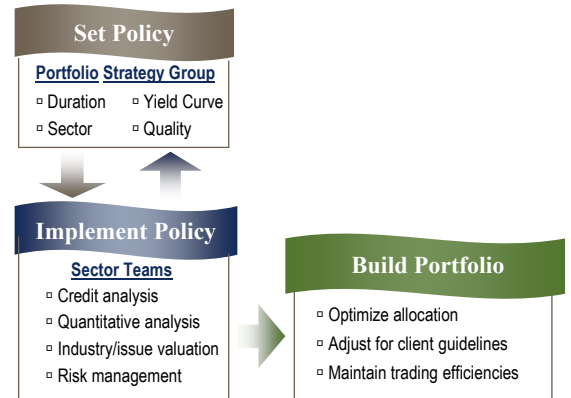 Set Policy
Portfolio Strategy Group
▫ Duration ▫ Yield Curve
▫ Sector ▫ Quality
Implement Policy
Sector Teams
▫ Credit analysis
▫ Quantitative analysis
▫ Industry/issue valuation
▫ Risk management
Build Portfolio
▫ Optimize allocation
▫ Adjust for client guidelines
▫ Maintain trading efficiencies